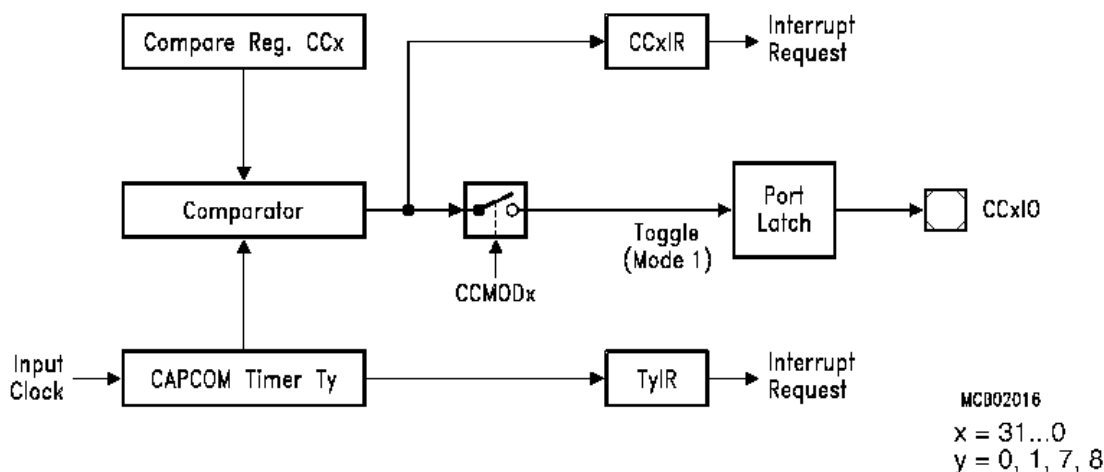 Compare Reg. CCx
CCxIR
Interrupt
Request
Comparator
Port
Latch
CCxIO
Toggle
(Mode 1)
CCMODx
Input
Clock
CAPCOM Timer Ty
TyIR
Interrupt
Request
MCB02016
x = 31...0
y = 0, 1, 7, 8